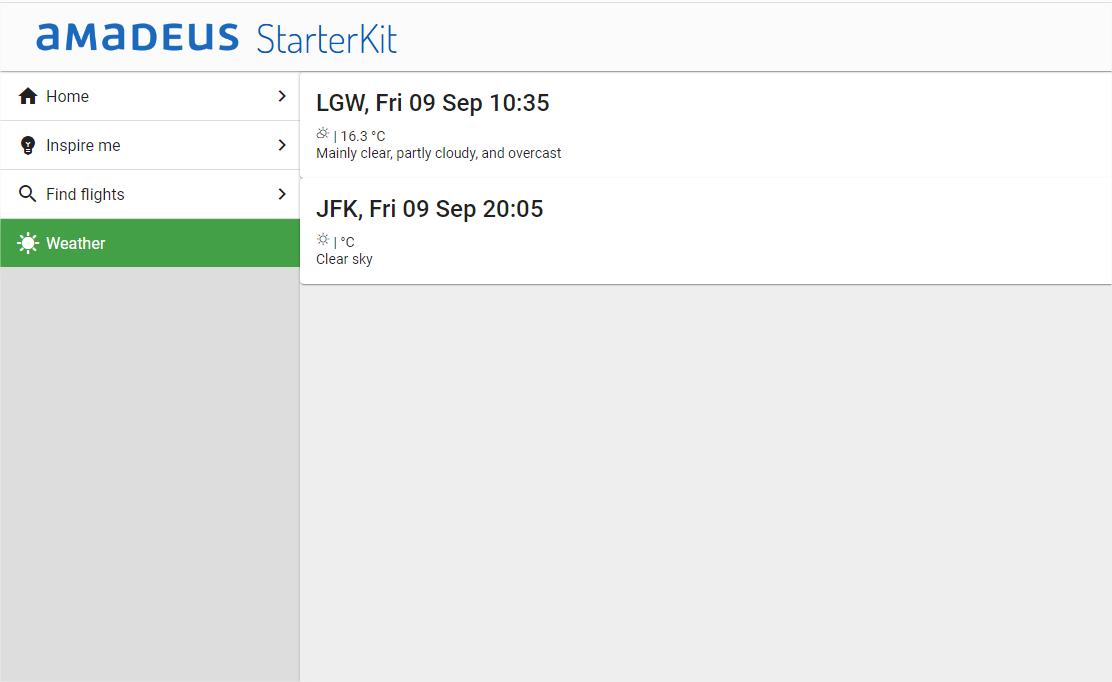 amadeus StarterKit
Home
Inspire me
Find flights
Weather
LGW, Fri 09 Sep 10:35
| 16.3 °C
Mainly clear, partly cloudy, and overcast
JFK, Fri 09 Sep 20:05
| °C
Clear sky